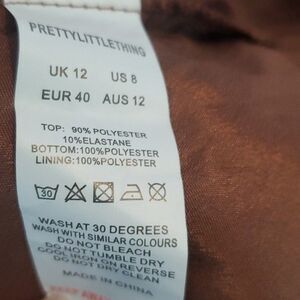 PRETTYLITTLETHING
UK 12 US 8
EUR 40 AUS 12
TOP: 90% POLYESTER
10%ELASTANE
BOTTOM:100%POLYESTER
LINING:100%POLYESTER
30
WASH AT 30 DEGREES
WASH WITH SIMILAR COLOURS
DO NOT BLEACH
DO NOT TUMBLE DRY
COOL IRON ON REVERSE
DO NOT DRY CLEAN
MADE IN CHINA
KEEP AWAY